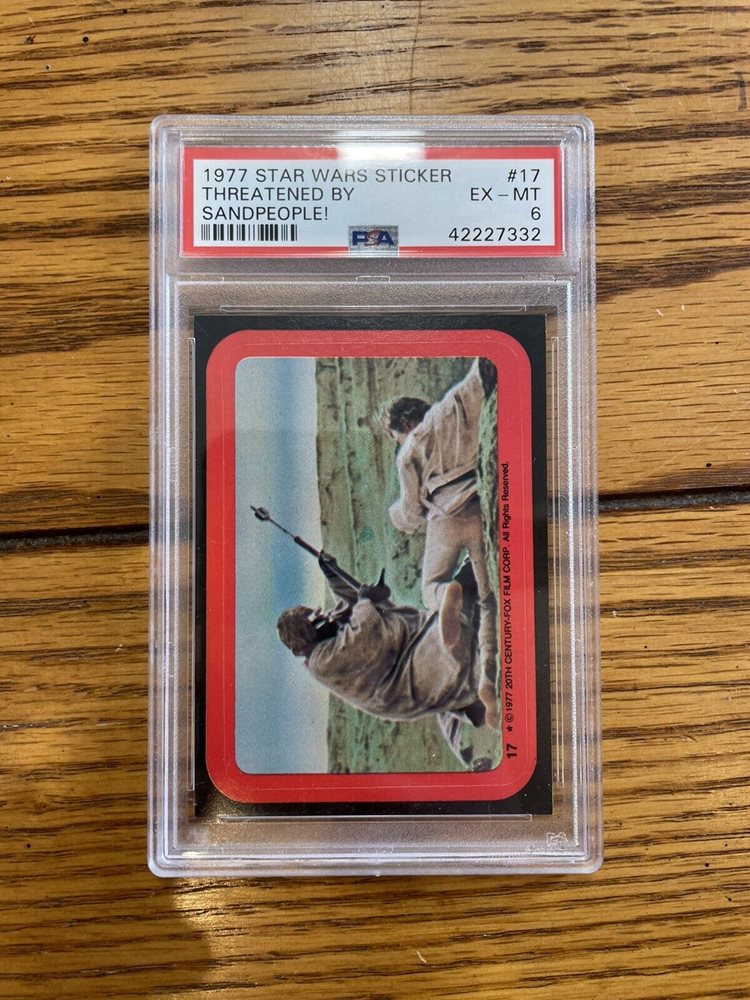 1977 STAR WARS STICKER #17
THREATENED BY EX - MT
SANDPEOPLE! 6
PSA 42227332
17 ★ © 1977 20TH CENTURY-FOX FILM CORP. All Rights Reserved.